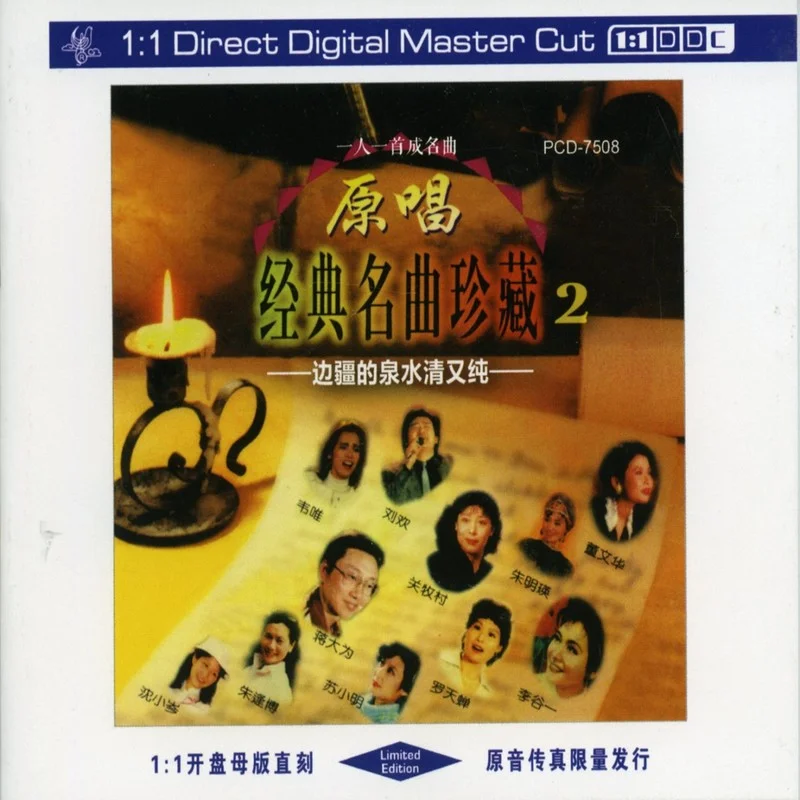 1:1 Direct Digital Master Cut 1:1 DDC
一人一首成名曲
PCD-7508
原唱
经典名曲珍藏 2
——边疆的泉水清又纯——
韦唯
刘欢
关牧村
朱明瑛
董文华
蒋大为
沈小岑
朱逢博
苏小明
罗天婵
李谷一
1:1开盘母版直刻
Limited
Edition
原音传真限量发行